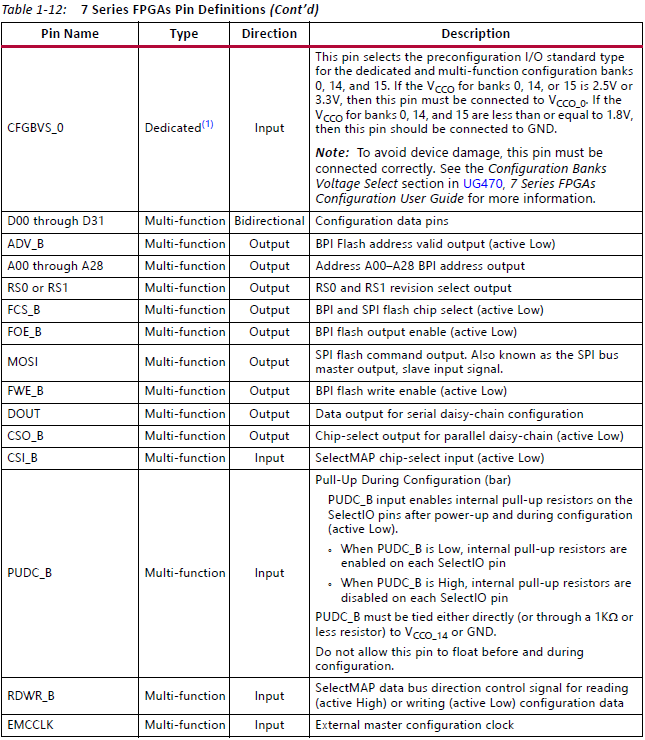 Table 1-12: 7 Series FPGAs Pin Definitions (Cont'd)
Pin Name Type Direction Description
CFGBVS_0 Dedicated(1) Input
This pin selects the preconfiguration I/O standard type
for the dedicated and multi-function configuration banks
0, 14, and 15. If the VCCO for banks 0, 14, or 15 is 2.5V or
3.3V, then this pin must be connected to VCCO_0. If the
VCCO for banks 0, 14, and 15 are less than or equal to 1.8V,
then this pin should be connected to GND.
Note: To avoid device damage, this pin must be
connected correctly. See the Configuration Banks
Voltage Select section in UG470, 7 Series FPGAs
Configuration User Guide for more information.
D00 through D31 Multi-function Bidirectional Configuration data pins
ADV_B Multi-function Output BPI Flash address valid output (active Low)
A00 through A28 Multi-function Output Address A00–A28 BPI address output
RS0 or RS1 Multi-function Output RS0 and RS1 revision select output
FCS_B Multi-function Output BPI and SPI flash chip select (active Low)
FOE_B Multi-function Output BPI flash output enable (active Low)
MOSI Multi-function Output SPI flash command output. Also known as the SPI bus
master output, slave input signal.
FWE_B Multi-function Output BPI flash write enable (active Low)
DOUT Multi-function Output Data output for serial daisy-chain configuration
CSO_B Multi-function Output Chip-select output for parallel daisy-chain (active Low)
CSI_B Multi-function Input SelectMAP chip-select input (active Low)
PUDC_B Multi-function Input
Pull-Up During Configuration (bar)
PUDC_B input enables internal pull-up resistors on the
SelectIO pins after power-up and during configuration
(active Low).
◦ When PUDC_B is Low, internal pull-up resistors are
enabled on each SelectIO pin
◦ When PUDC_B is High, internal pull-up resistors are
disabled on each SelectIO pin
PUDC_B must be tied either directly (or through a 1KΩ or
less resistor) to VCCO_14 or GND.
Do not allow this pin to float before and during
configuration.
RDWR_B Multi-function Input SelectMAP data bus direction control signal for reading
(active High) or writing (active Low) configuration data
EMCCLK Multi-function Input External master configuration clock